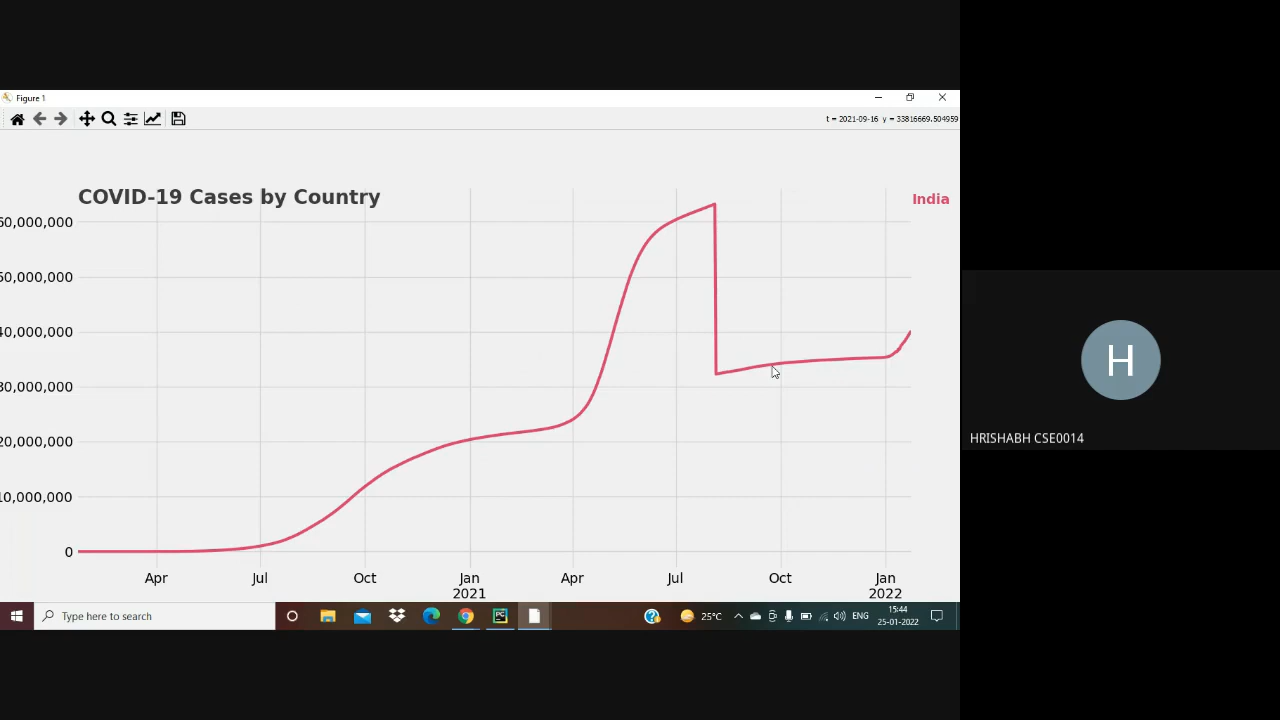 Figure 1
t = 2021-09-16 y = 33816669.504959
COVID-19 Cases by Country
India
60,000,000
50,000,000
40,000,000
30,000,000
20,000,000
10,000,000
0
Apr Jul Oct Jan Apr Jul Oct Jan
2021 2022
HRISHABH CSE0014
H
Type here to search
25°C
ENG
15:44
25-01-2022